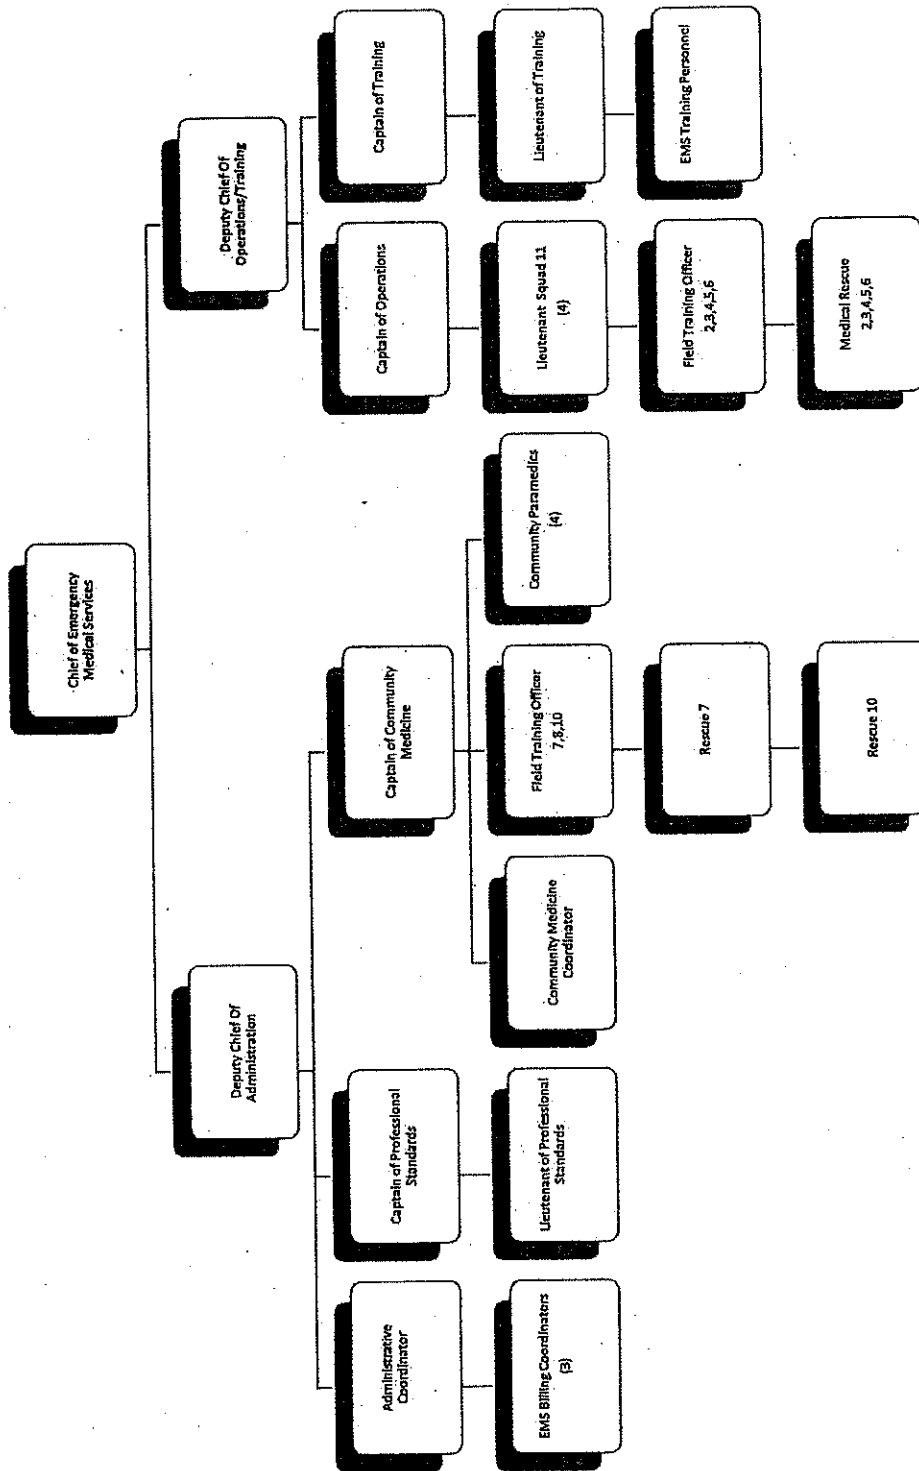 Chief of Emergency
Medical Services
Deputy Chief Of
Administration
Deputy Chief Of
Operations/Training
Administrative
Coordinator
Captain of Professional
Standards
Captain of Community
Medicine
Captain of Operations
Captain of Training
EMS Billing Coordinators
(3)
Lieutenant of Professional
Standards
Community Medicine
Coordinator
Field Training Officer
7,8,10
Community Paramedics
(4)
Lieutenant Squad 11
(4)
Lieutenant of Training
Rescue 7
Field Training Officer
2,3,4,5,6
EMS Training Personnel
Rescue 10
Medical Rescue
2,3,4,5,6